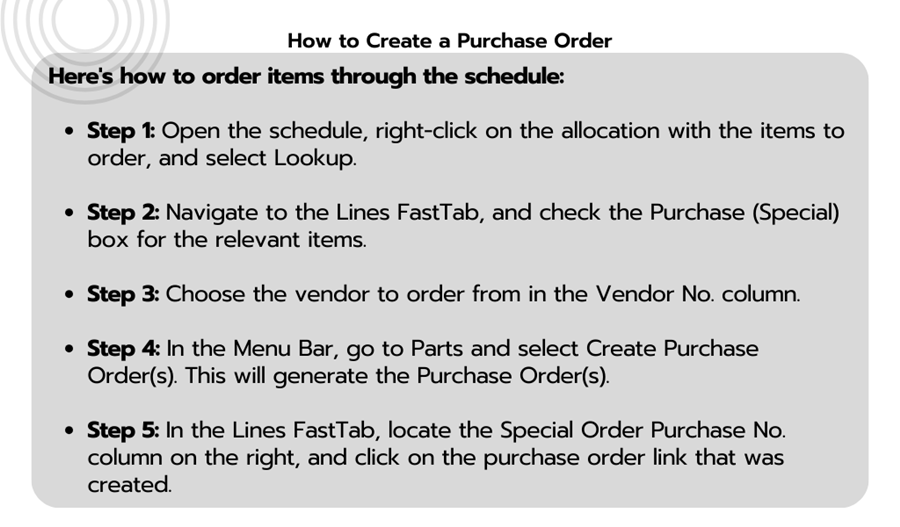 How to Create a Purchase Order
Here's how to order items through the schedule:
• Step 1: Open the schedule, right-click on the allocation with the items to
order, and select Lookup.
• Step 2: Navigate to the Lines FastTab, and check the Purchase (Special)
box for the relevant items.
• Step 3: Choose the vendor to order from in the Vendor No. column.
• Step 4: In the Menu Bar, go to Parts and select Create Purchase
Order(s). This will generate the Purchase Order(s).
• Step 5: In the Lines FastTab, locate the Special Order Purchase No.
column on the right, and click on the purchase order link that was
created.